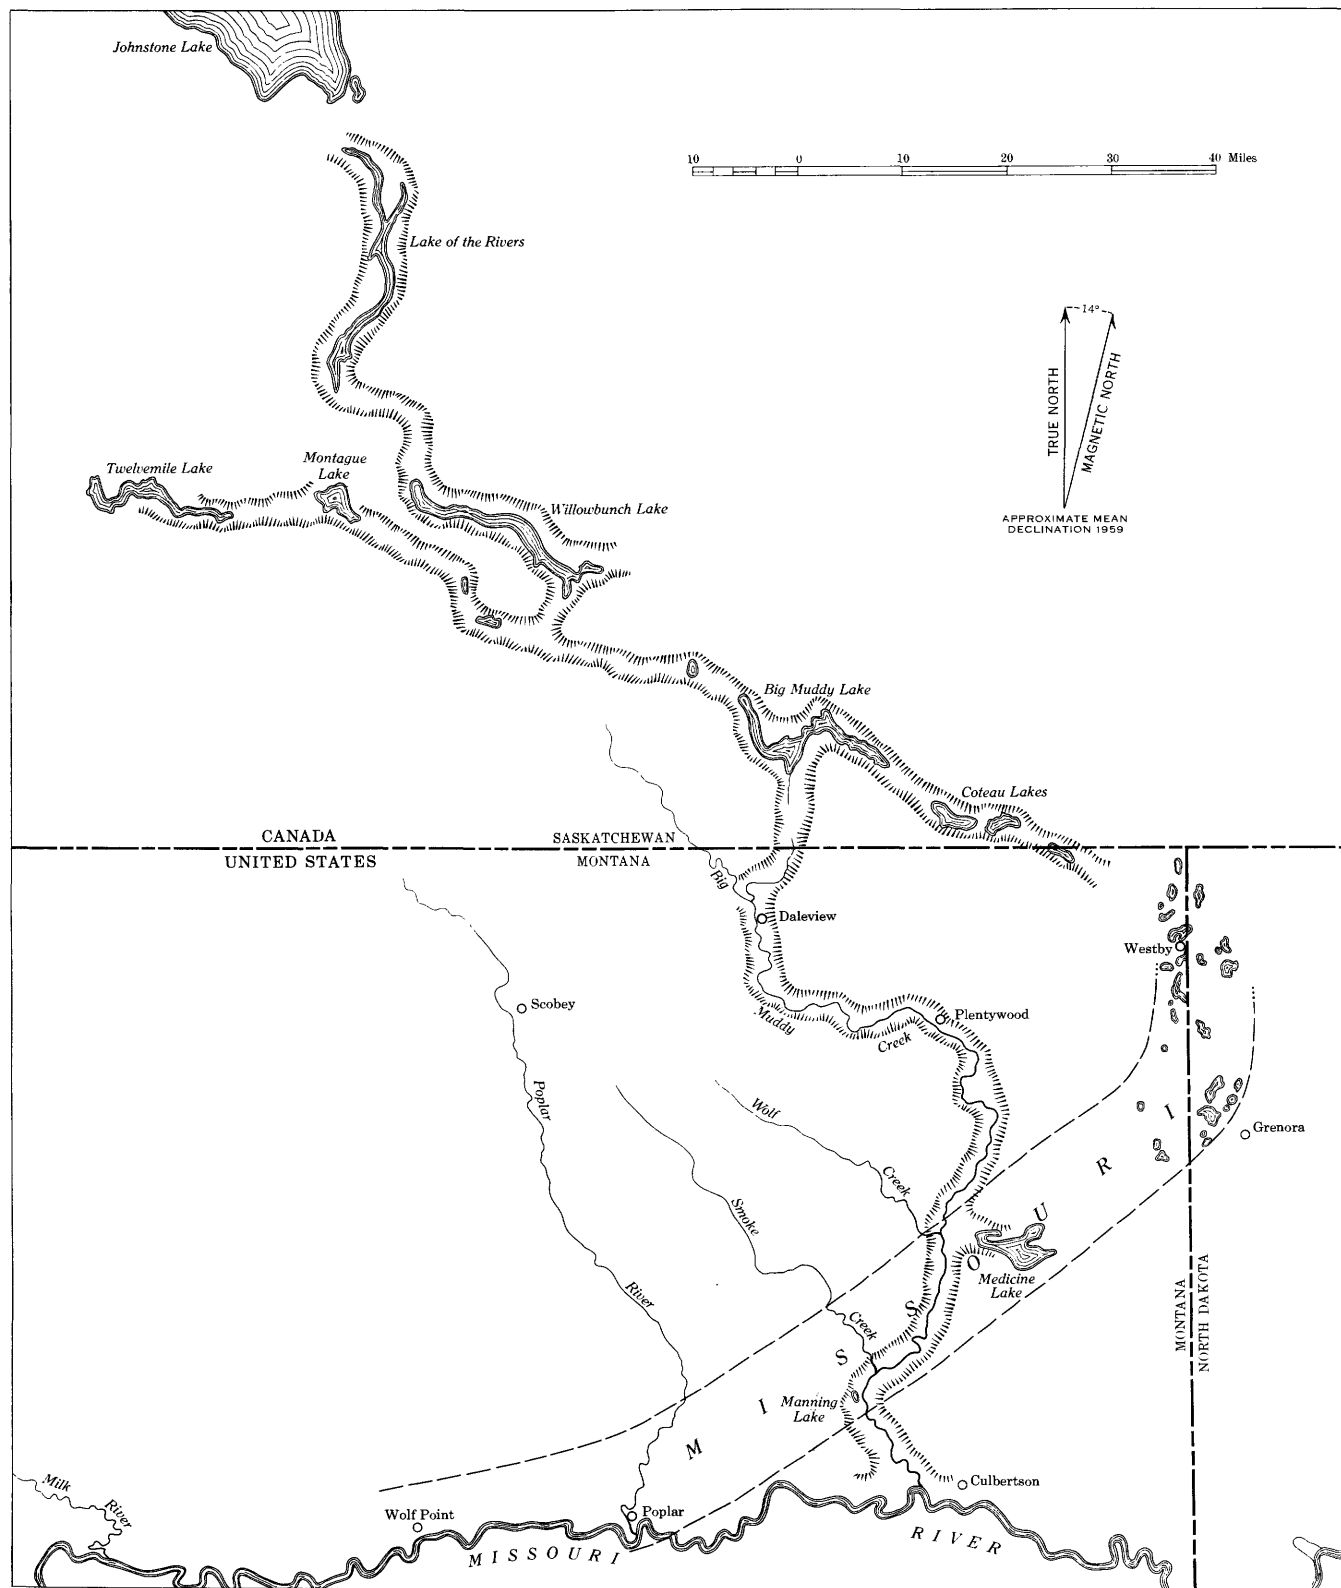 Johnstone Lake
10 0 10 20 30 40 Miles
Lake of the Rivers
14°
TRUE NORTH
MAGNETIC NORTH
APPROXIMATE MEAN
DECLINATION 1959
Twelvemile Lake
Montague
Lake
Willowbunch Lake
Big Muddy Lake
Coteau Lakes
CANADA
UNITED STATES
SASKATCHEWAN
MONTANA
Big
Daleview
Westby
Scobey
Muddy
Creek
Plentywood
Poplar
Wolf
Creek
Grenora
Smoke
River
Creek
Medicine
Lake
MONTANA
NORTH DAKOTA
MISSOURI
Manning
Lake
Milk
River
Culbertson
Wolf Point
Poplar
MISSOURI
RIVER